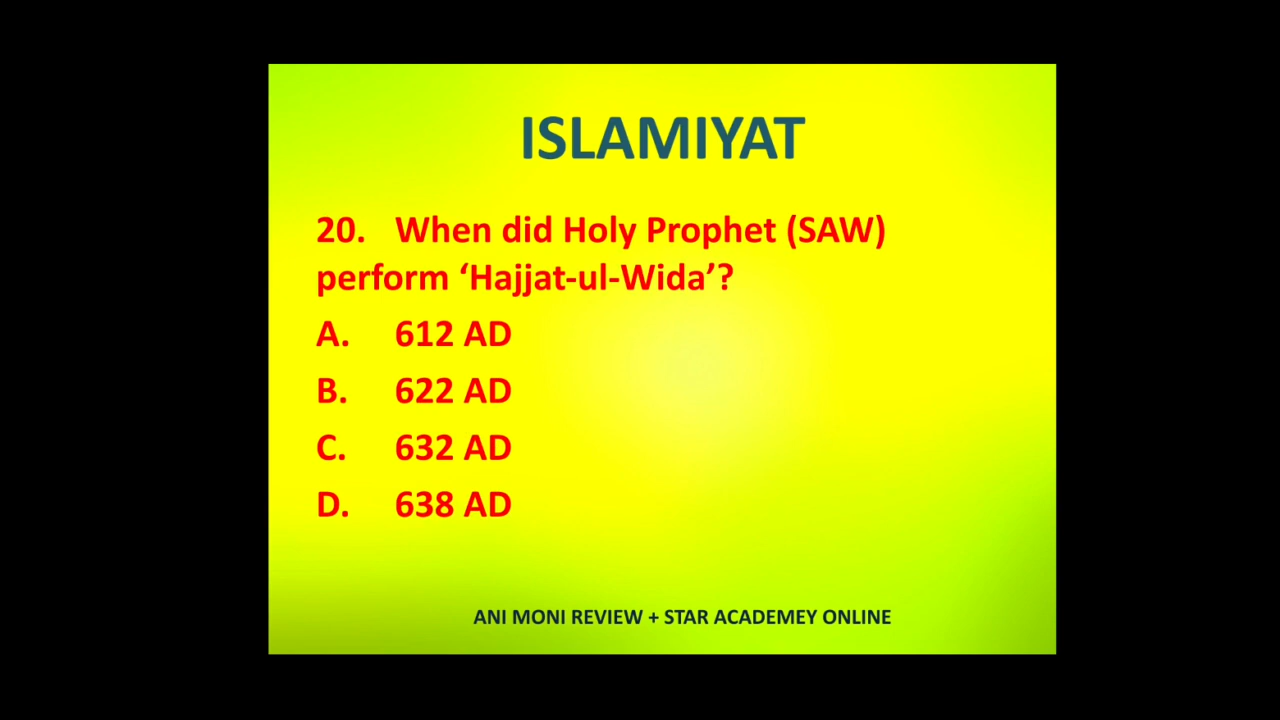 ISLAMIYAT
20. When did Holy Prophet (SAW)
perform ‘Hajjat-ul-Wida’?
A. 612 AD
B. 622 AD
C. 632 AD
D. 638 AD
ANI MONI REVIEW + STAR ACADEMEY ONLINE